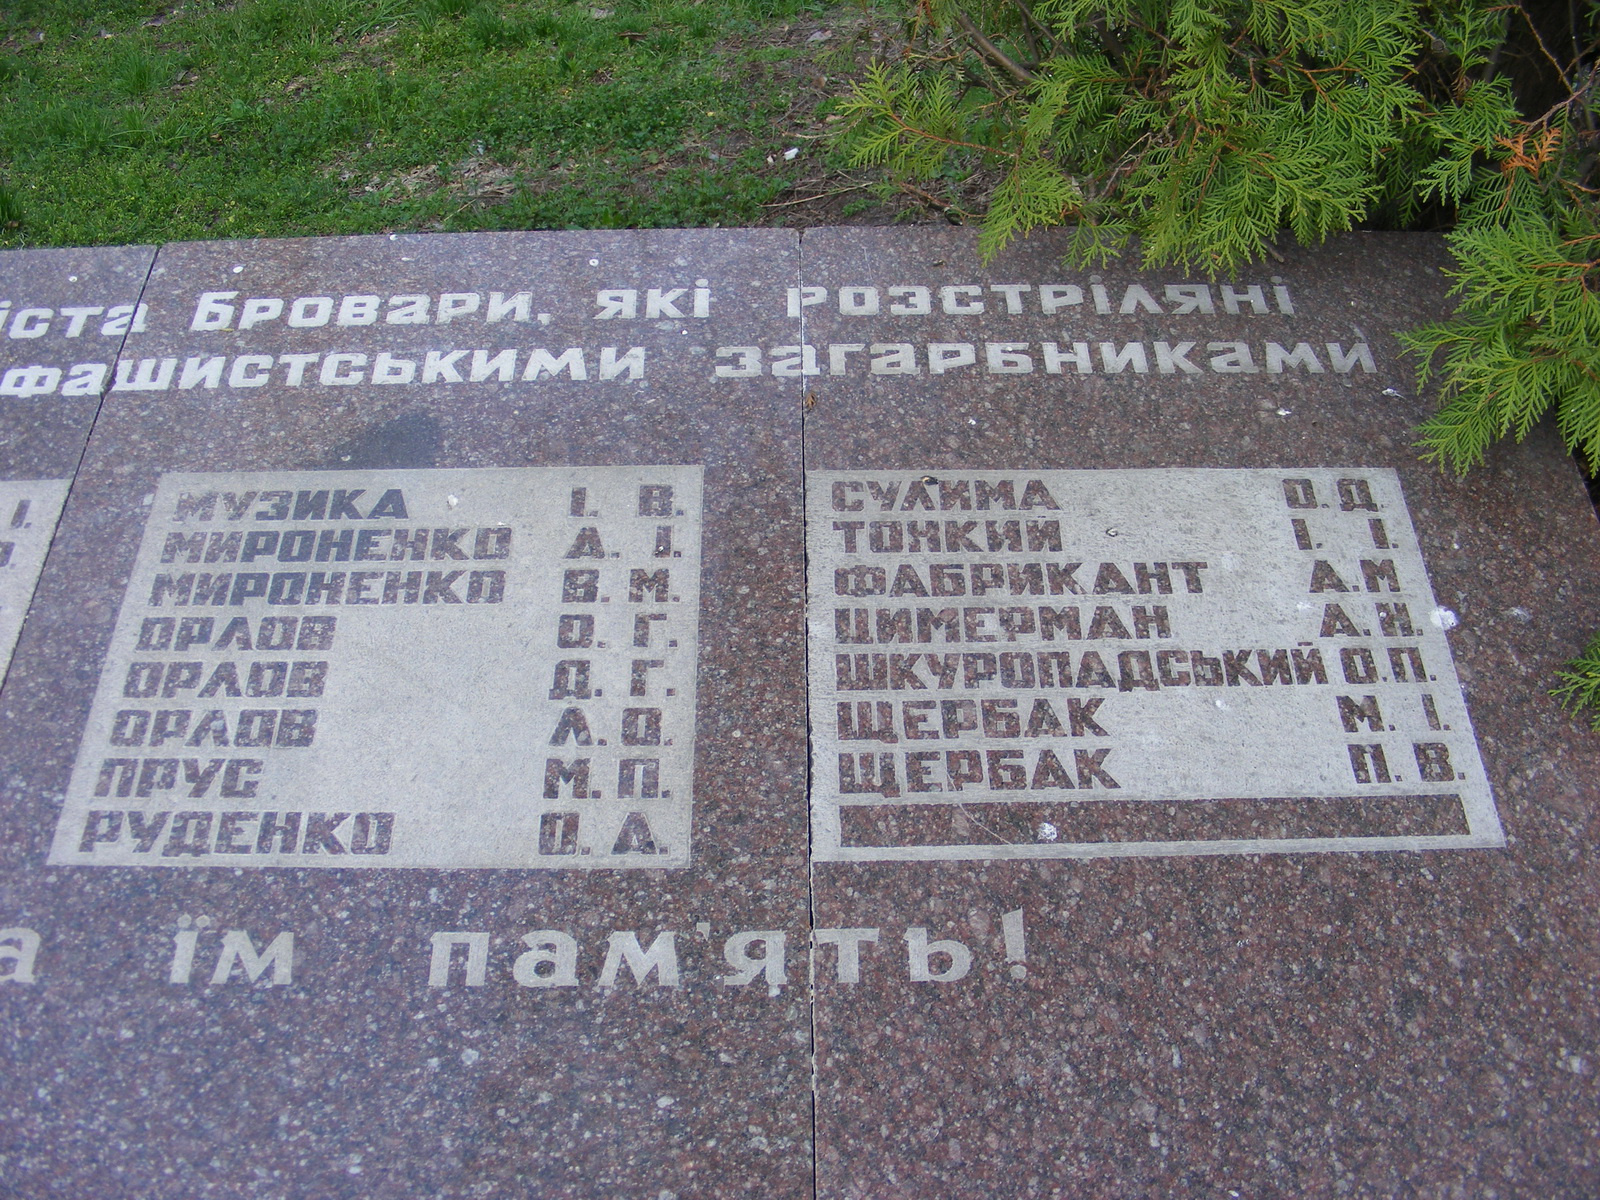 іста Бровари, які розстріляні
фашистськими загарбниками
І.
МУЗИКА І. В.
МИРОНЕНКО А. І.
МИРОНЕНКО В. М.
ОРЛОВ О. Г.
ОРЛОВ Д. Г.
ОРЛОВ Л. О.
ПРУС М. П.
РУДЕНКО О. А.
СУЛИМА О. Д.
ТОНКИЙ І. І.
ФАБРИКАНТ А. М
ЦИМЕРМАН А. Й.
ШКУРОПАДСЬКИЙ О. П.
ЩЕРБАК М. І.
ЩЕРБАК П. В.
а їм пам'ять!